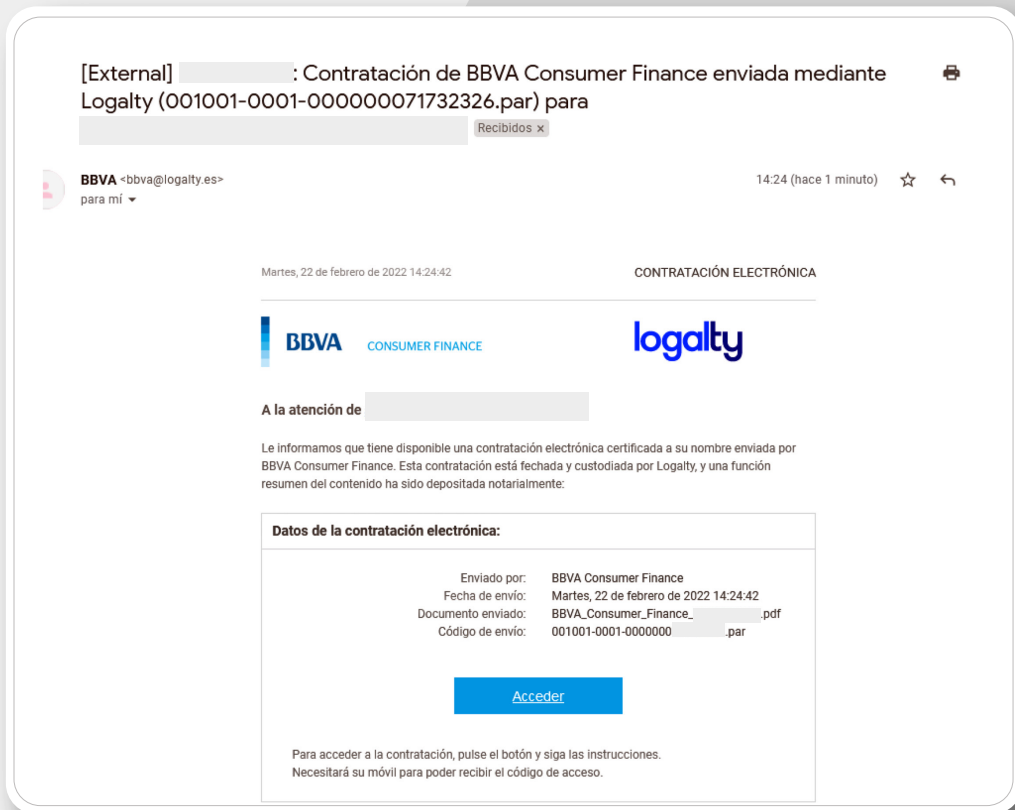 [External] : Contratación de BBVA Consumer Finance enviada mediante
Logalty (001001-0001-000000071732326.par) para
Recibidos x
BBVA <bbva@logalty.es>
14:24 (hace 1 minuto)
para mí
Martes, 22 de febrero de 2022 14:24:42
CONTRATACIÓN ELECTRÓNICA
BBVA CONSUMER FINANCE
logalty
A la atención de
Le informamos que tiene disponible una contratación electrónica certificada a su nombre enviada por
BBVA Consumer Finance. Esta contratación está fechada y custodiada por Logalty, y una función
resumen del contenido ha sido depositada notarialmente:
Datos de la contratación electrónica:
Enviado por: BBVA Consumer Finance
Fecha de envío: Martes, 22 de febrero de 2022 14:24:42
Documento enviado: BBVA_Consumer_Finance_ .pdf
Código de envío: 001001-0001-0000000 .par
Acceder
Para acceder a la contratación, pulse el botón y siga las instrucciones.
Necesitará su móvil para poder recibir el código de acceso.